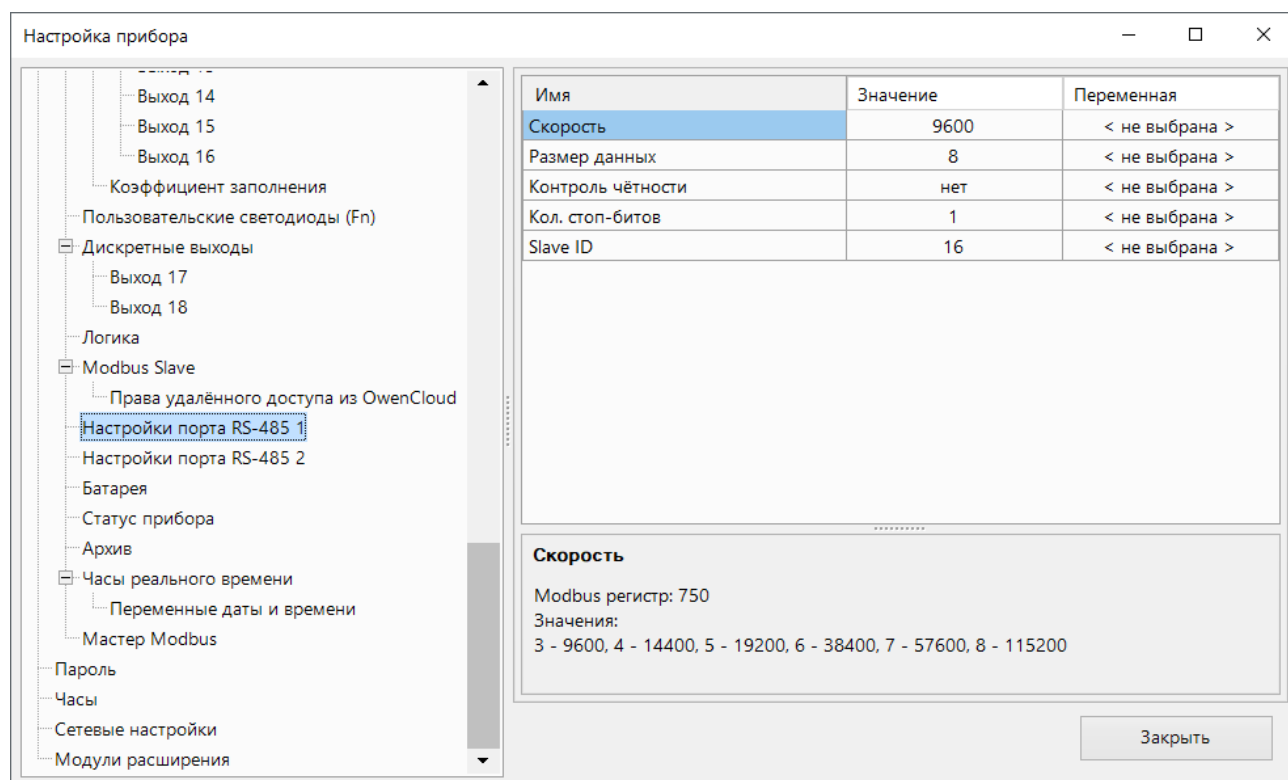 Настройка прибора
Выход 14
Выход 15
Выход 16
Коэффициент заполнения
Пользовательские светодиоды (Fn)
Дискретные выходы
Выход 17
Выход 18
Логика
Modbus Slave
Права удалённого доступа из OwenCloud
Настройки порта RS-485 1
Настройки порта RS-485 2
Батарея
Статус прибора
Архив
Часы реального времени
Переменные даты и времени
Мастер Modbus
Пароль
Часы
Сетевые настройки
Модули расширения
Имя Значение Переменная
Скорость 9600 < не выбрана >
Размер данных 8 < не выбрана >
Контроль чётности нет < не выбрана >
Кол. стоп-битов 1 < не выбрана >
Slave ID 16 < не выбрана >
Скорость
Modbus регистр: 750
Значения:
3 - 9600, 4 - 14400, 5 - 19200, 6 - 38400, 7 - 57600, 8 - 115200
Закрыть